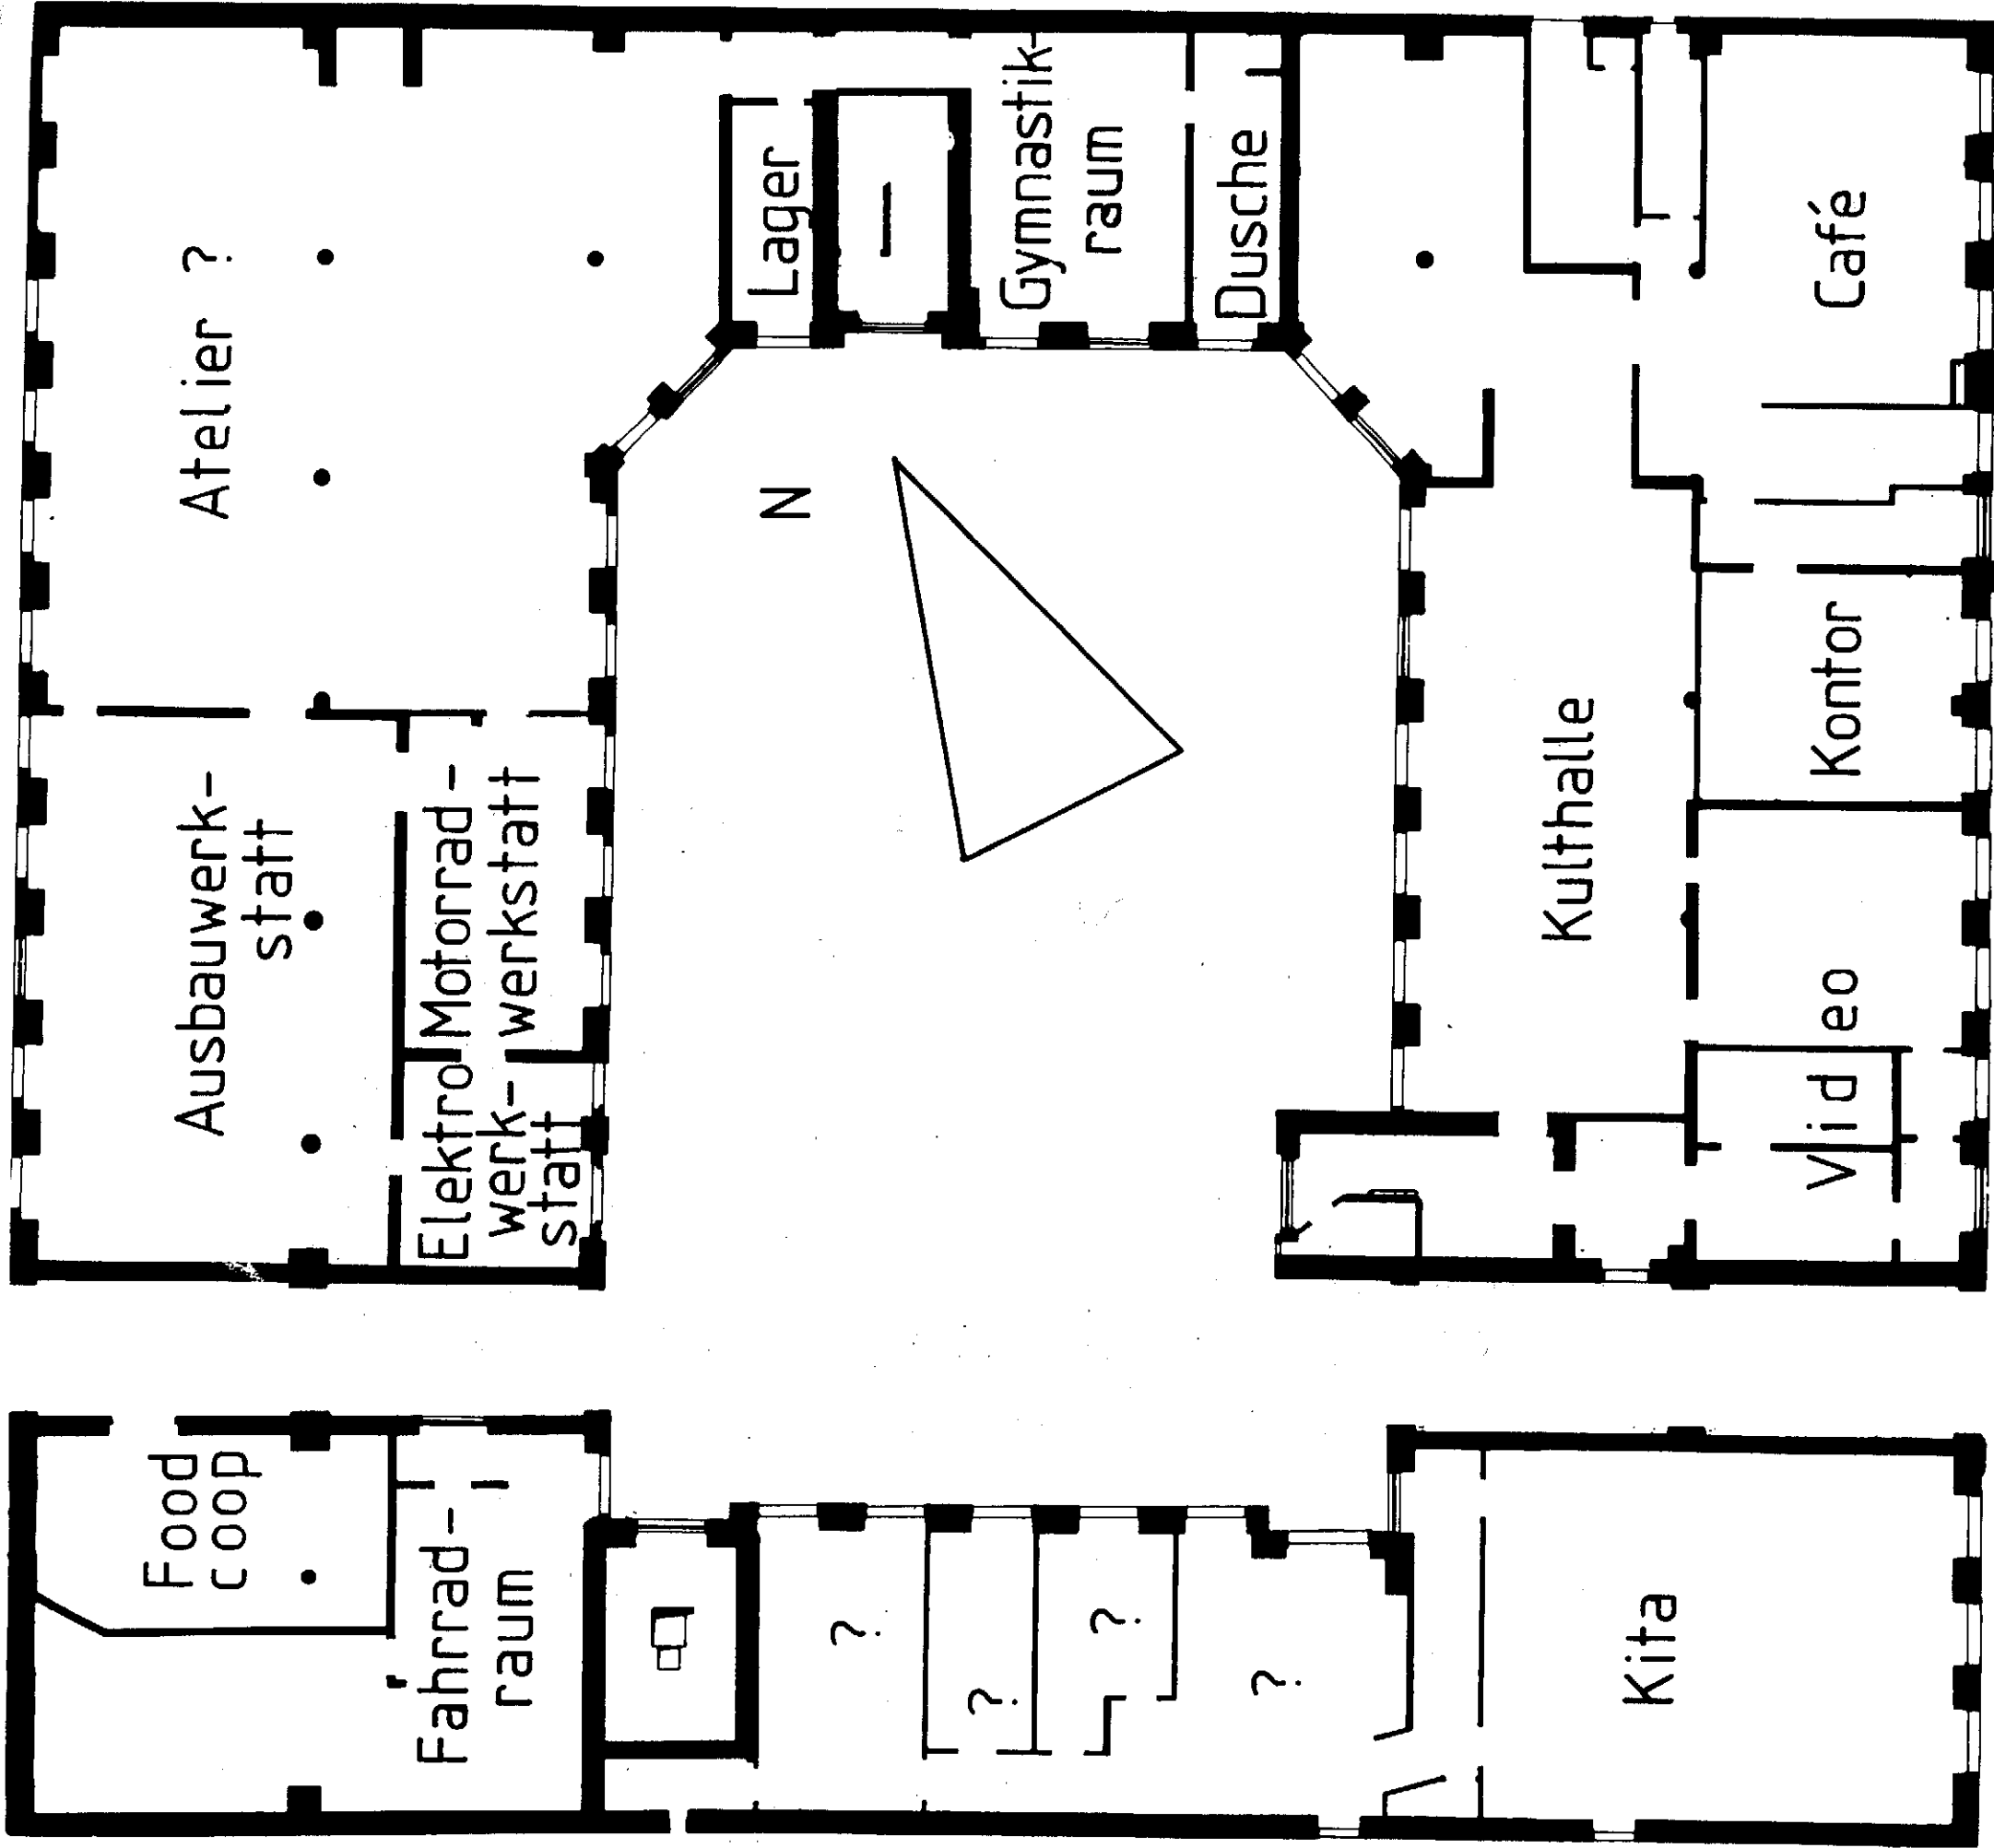 Food
coop
Ausbauwerk-
statt
Atelier ?
Fahrrad-
raum
Elektro
werk-
statt
Motorrad-
werkstatt
N
Lager
?
?
?
?
Gymnastik-
raum
Dusche
Kita
Kulthalle
Video
Kontor
Café